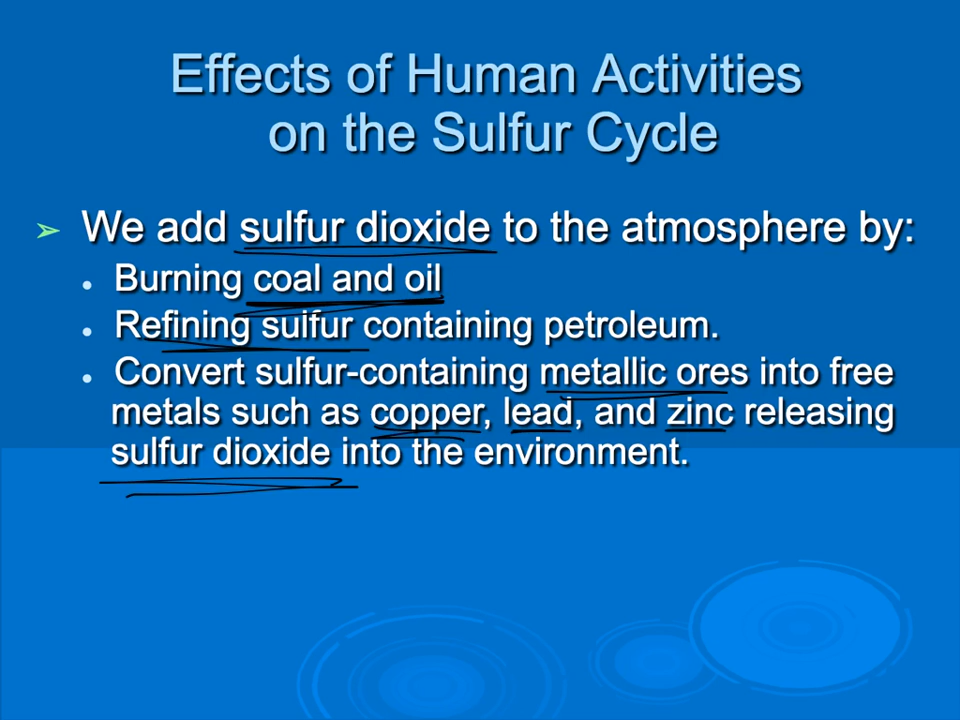 Effects of Human Activities
on the Sulfur Cycle
➢ We add sulfur dioxide to the atmosphere by:
● Burning coal and oil
● Refining sulfur containing petroleum.
● Convert sulfur-containing metallic ores into free
metals such as copper, lead, and zinc releasing
sulfur dioxide into the environment.